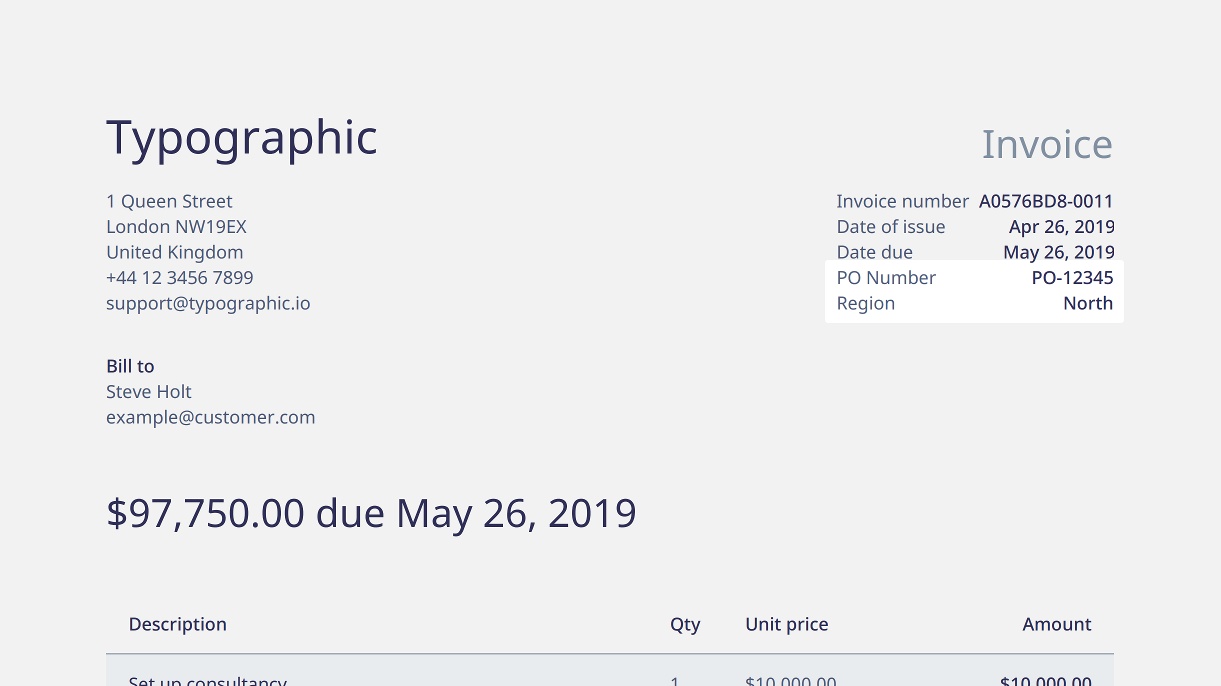 Typographic
Invoice
1 Queen Street
London NW19EX
United Kingdom
+44 12 3456 7899
support@typographic.io
Invoice number A0576BD8-0011
Date of issue Apr 26, 2019
Date due May 26, 2019
PO Number PO-12345
Region North
Bill to
Steve Holt
example@customer.com
$97,750.00 due May 26, 2019
Description Qty Unit price Amount
Set up consultancy 1 $10,000.00 $10,000.00